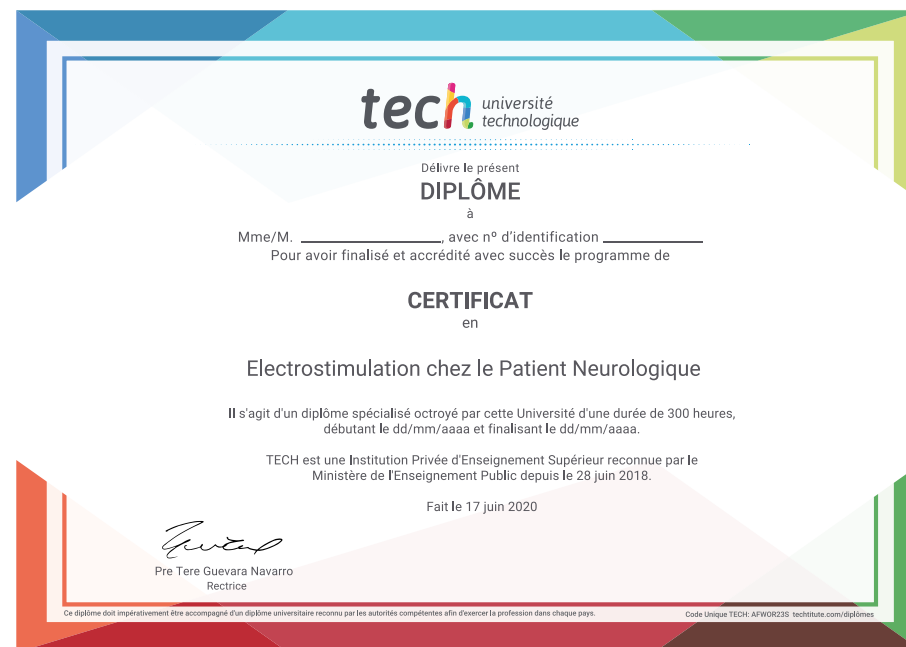 tech université
technologique
Délivre le présent
DIPLÔME
à
Mme/M. ____________________, avec nº d'identification ______________
Pour avoir finalisé et accrédité avec succès le programme de
CERTIFICAT
en
Electrostimulation chez le Patient Neurologique
Il s'agit d'un diplôme spécialisé octroyé par cette Université d'une durée de 300 heures,
débutant le dd/mm/aaaa et finalisant le dd/mm/aaaa.
TECH est une Institution Privée d'Enseignement Supérieur reconnue par le
Ministère de l'Enseignement Public depuis le 28 juin 2018.
Fait le 17 juin 2020
Pre Tere Guevara Navarro
Rectrice
Ce diplôme doit impérativement être accompagné d'un diplôme universitaire reconnu par les autorités compétentes afin d'exercer la profession dans chaque pays.
Code Unique TECH: AFWOR23S techtitute.com/diplômes